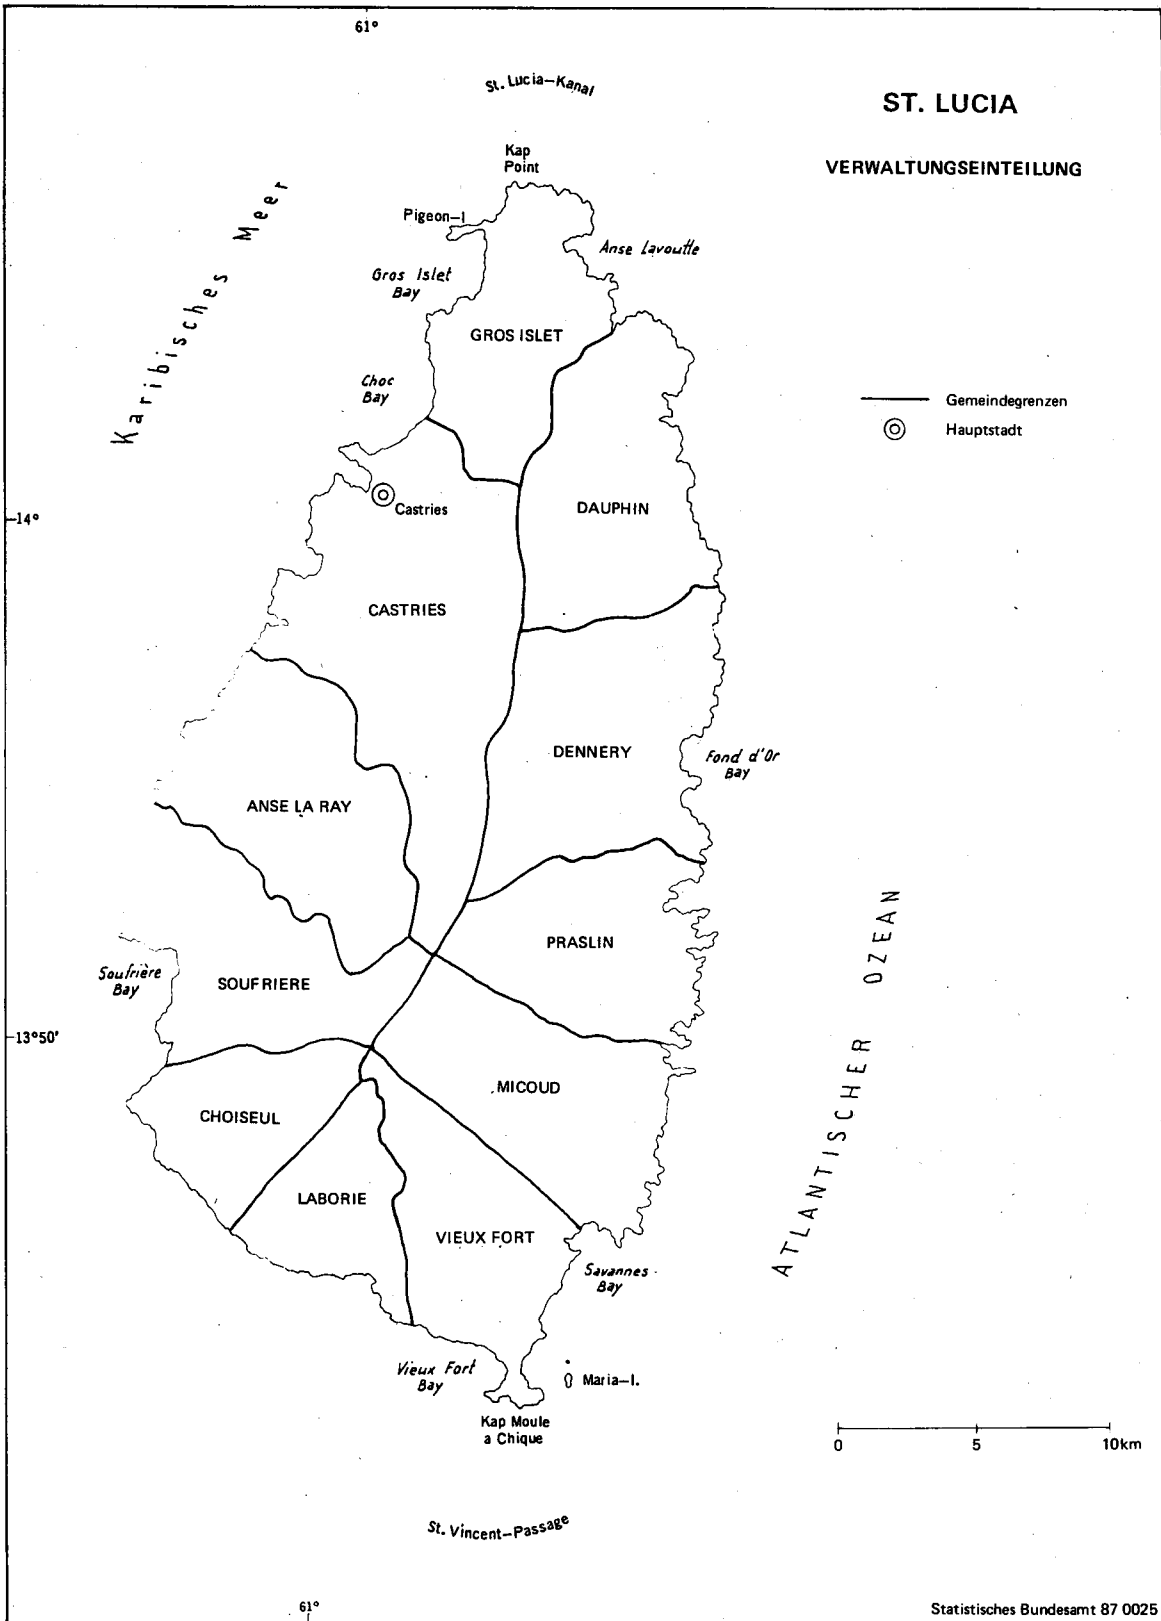 61°
St. Lucia–Kanal
ST. LUCIA
VERWALTUNGSEINTEILUNG
Kap
Point
Karibisches Meer
Pigeon–I
Anse Lavoutte
Gros Islet
Bay
GROS ISLET
Choc
Bay
Gemeindegrenzen
Hauptstadt
Castries
14°
DAUPHIN
CASTRIES
DENNERY
Fond d'Or
Bay
ANSE LA RAY
PRASLIN
ATLANTISCHER OZEAN
Soufrière
Bay
SOUFRIERE
13°50'
MICOUD
CHOISEUL
LABORIE
VIEUX FORT
Savannes
Bay
Vieux Fort
Bay
Maria–I.
Kap Moule
a Chique
0 5 10km
St. Vincent–Passage
61°
Statistisches Bundesamt 87 0025